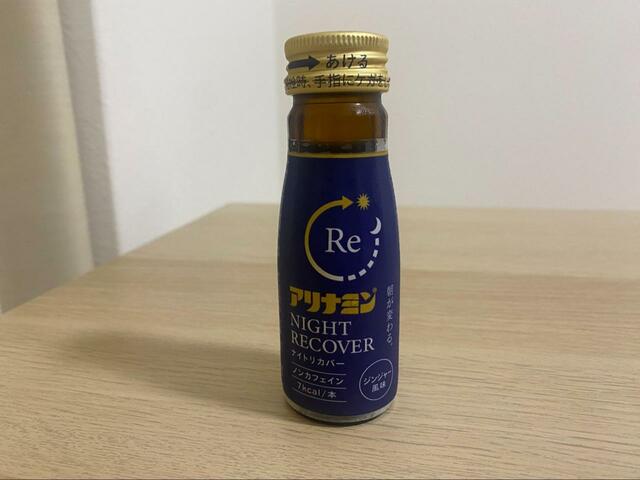 あける
時、手指にケガを
Re
アリナミン
NIGHT
RECOVER
ナイトリカバー
ノンカフェイン
7kcal/本
朝が変わる。
ジンジャー
風味